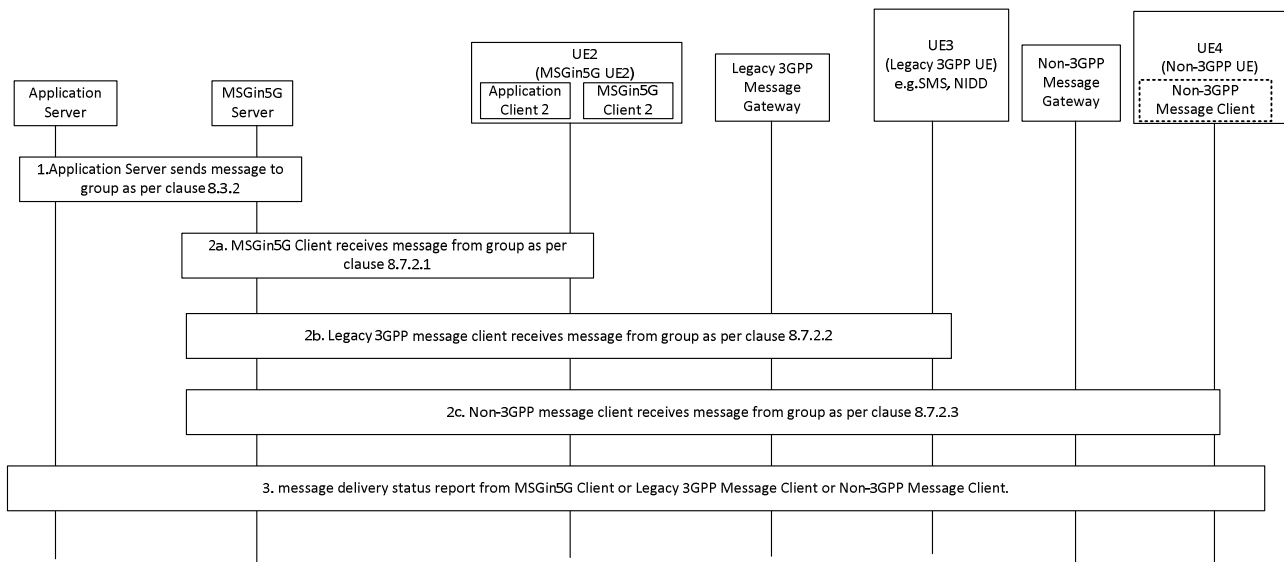 Application
Server
MSGin5G
Server
UE2
(MSGin5G UE2)
Application
Client 2
MSGin5G
Client 2
Legacy 3GPP
Message
Gateway
UE3
(Legacy 3GPP UE)
e.g.SMS, NIDD
Non-3GPP
Message
Gateway
UE4
(Non-3GPP UE)
Non-3GPP
Message Client
1.Application Server sends message to
group as per clause 8.3.2
2a. MSGin5G Client receives message from group as per
clause 8.7.2.1
2b. Legacy 3GPP message client receives message from group as per clause 8.7.2.2
2c. Non-3GPP message client receives message from group as per clause 8.7.2.3
3. message delivery status report from MSGin5G Client or Legacy 3GPP Message Client or Non-3GPP Message Client.